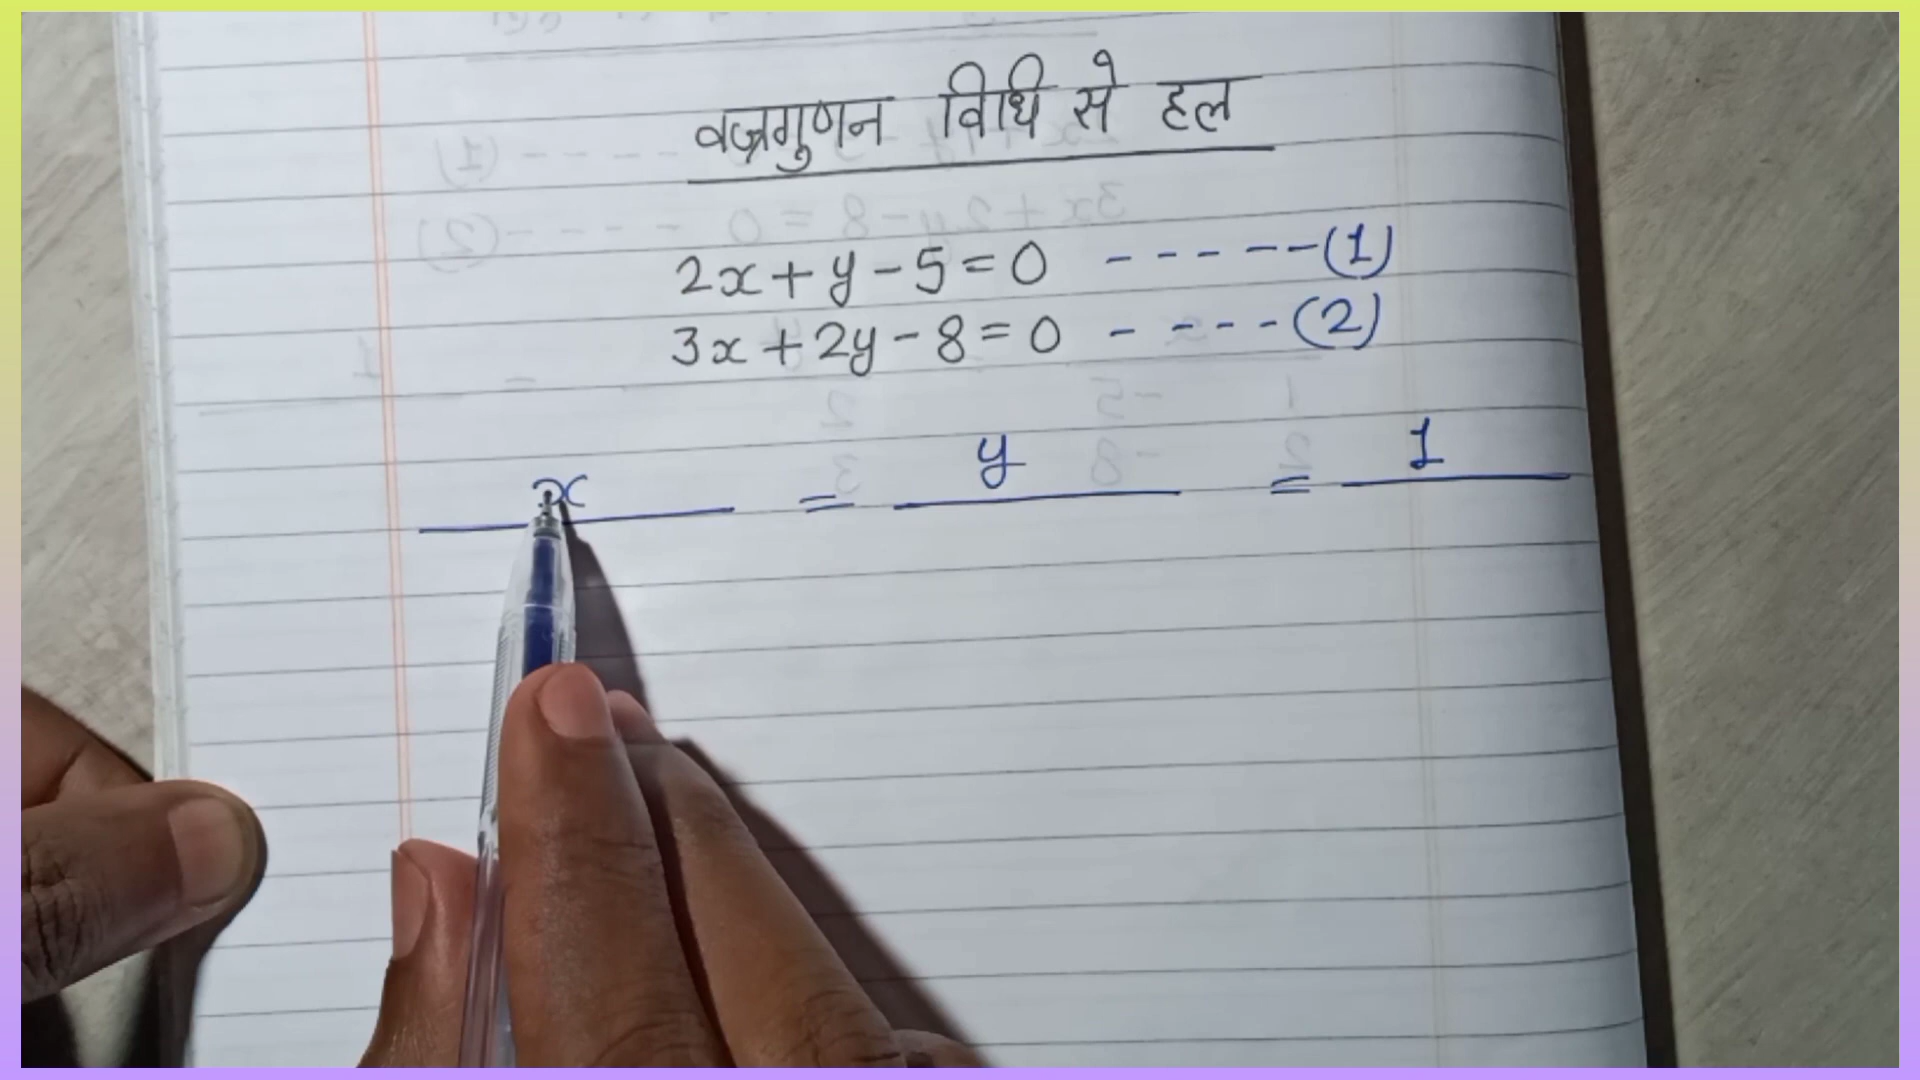 वज्रगुणन विधि से हल
2x + y - 5 = 0 ------(1)
3x + 2y - 8 = 0 -----(2)
x = y = 1